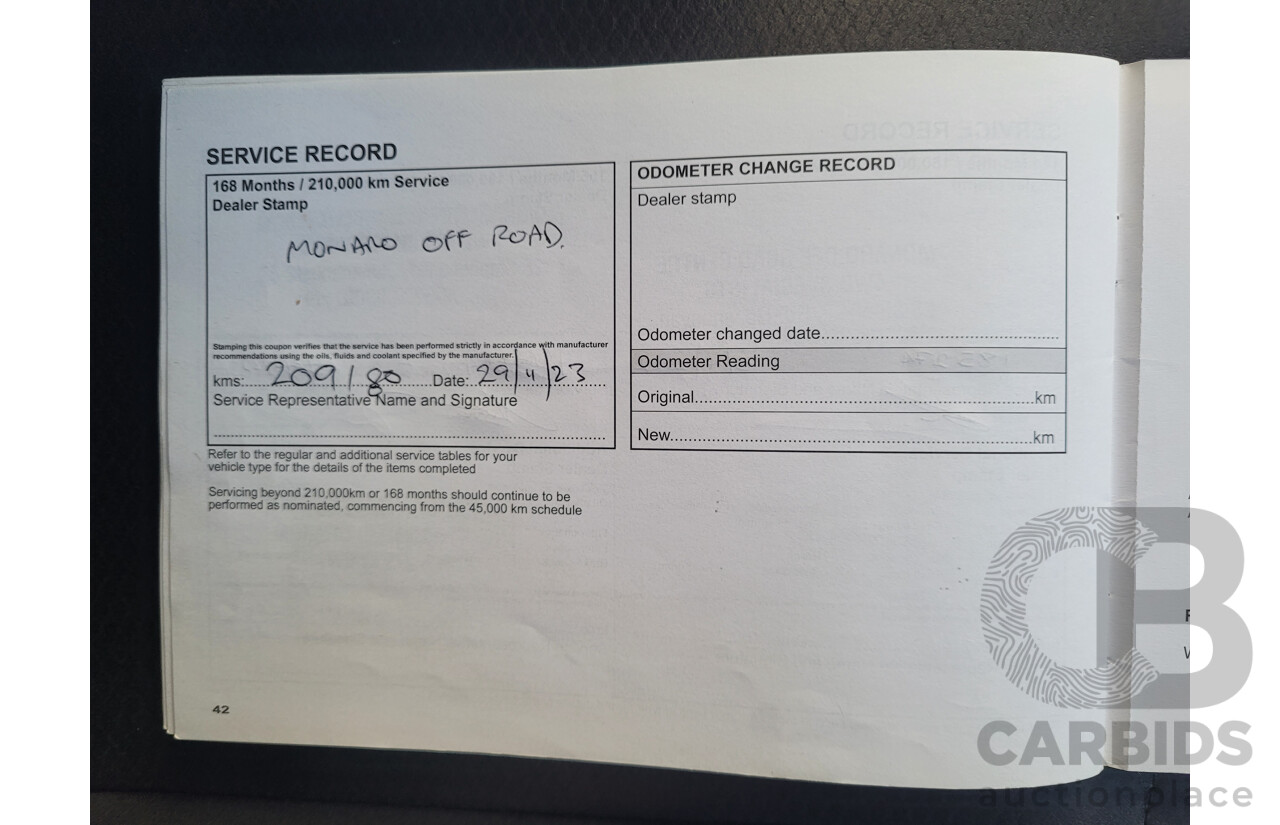 SERVICE RECORD
168 Months / 210,000 km Service
Dealer Stamp
MONARO OFF ROAD.
Stamping this coupon verifies that the service has been performed strictly in accordance with manufacturer
recommendations using the oils, fluids and coolant specified by the manufacturer.
kms: 209180 Date: 29/4/23
Service Representative Name and Signature
Refer to the regular and additional service tables for your
vehicle type for the details of the items completed
Servicing beyond 210,000km or 168 months should continue to be
performed as nominated, commencing from the 45,000 km schedule
42
ODOMETER CHANGE RECORD
Dealer stamp
Odometer changed date
Odometer Reading
Original km
New km
CB
CARBIDS
auctionplace